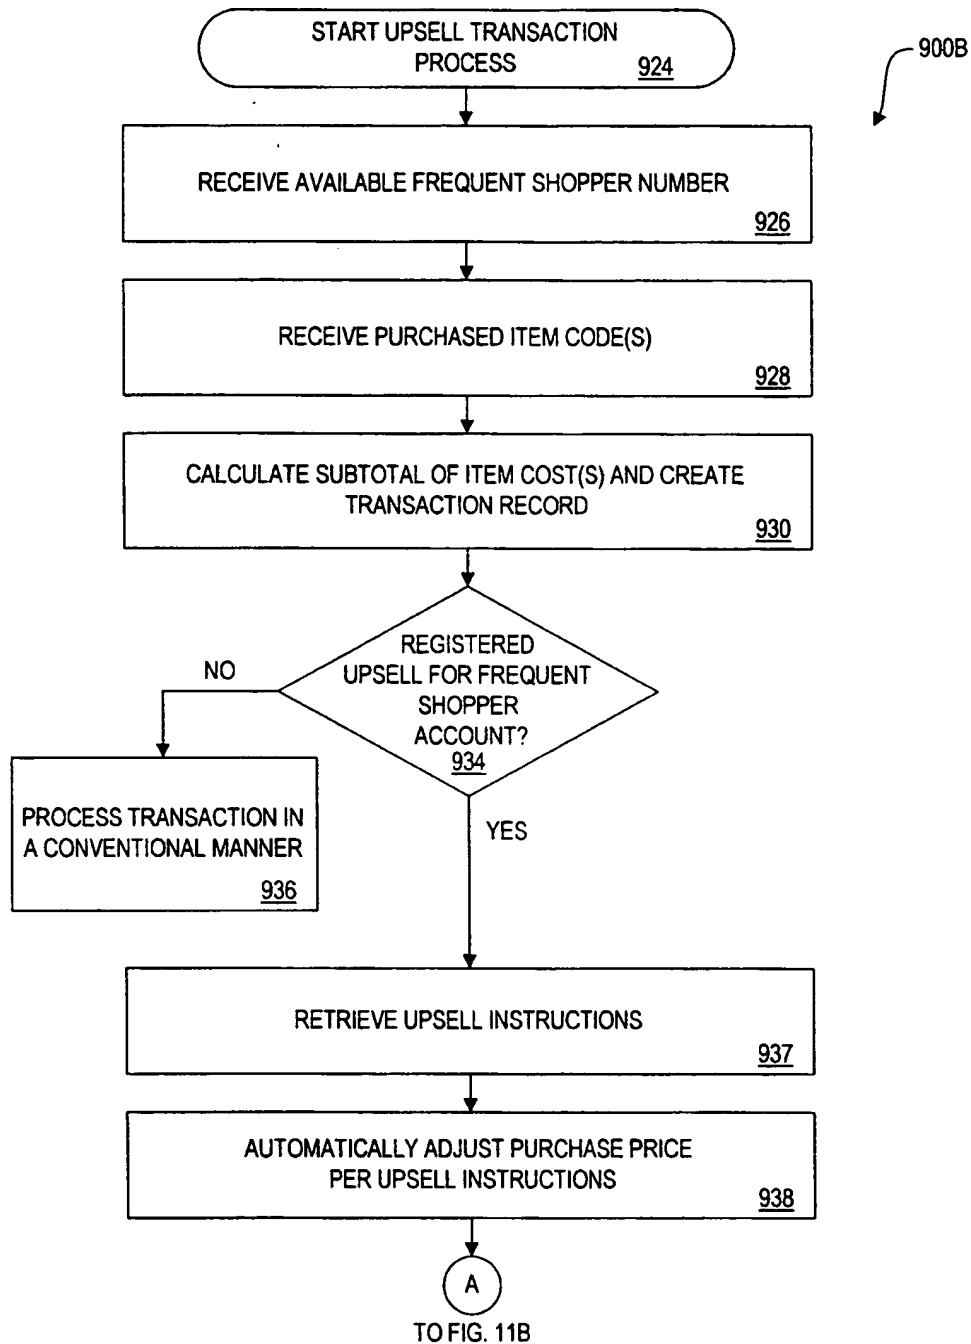 START UPSELL TRANSACTION
PROCESS 924
900B
RECEIVE AVAILABLE FREQUENT SHOPPER NUMBER
926
RECEIVE PURCHASED ITEM CODE(S)
928
CALCULATE SUBTOTAL OF ITEM COST(S) AND CREATE
TRANSACTION RECORD
930
REGISTERED
UPSELL FOR FREQUENT
SHOPPER
ACCOUNT?
934
NO
PROCESS TRANSACTION IN
A CONVENTIONAL MANNER
936
YES
RETRIEVE UPSELL INSTRUCTIONS
937
AUTOMATICALLY ADJUST PURCHASE PRICE
PER UPSELL INSTRUCTIONS
938
A
TO FIG. 11B